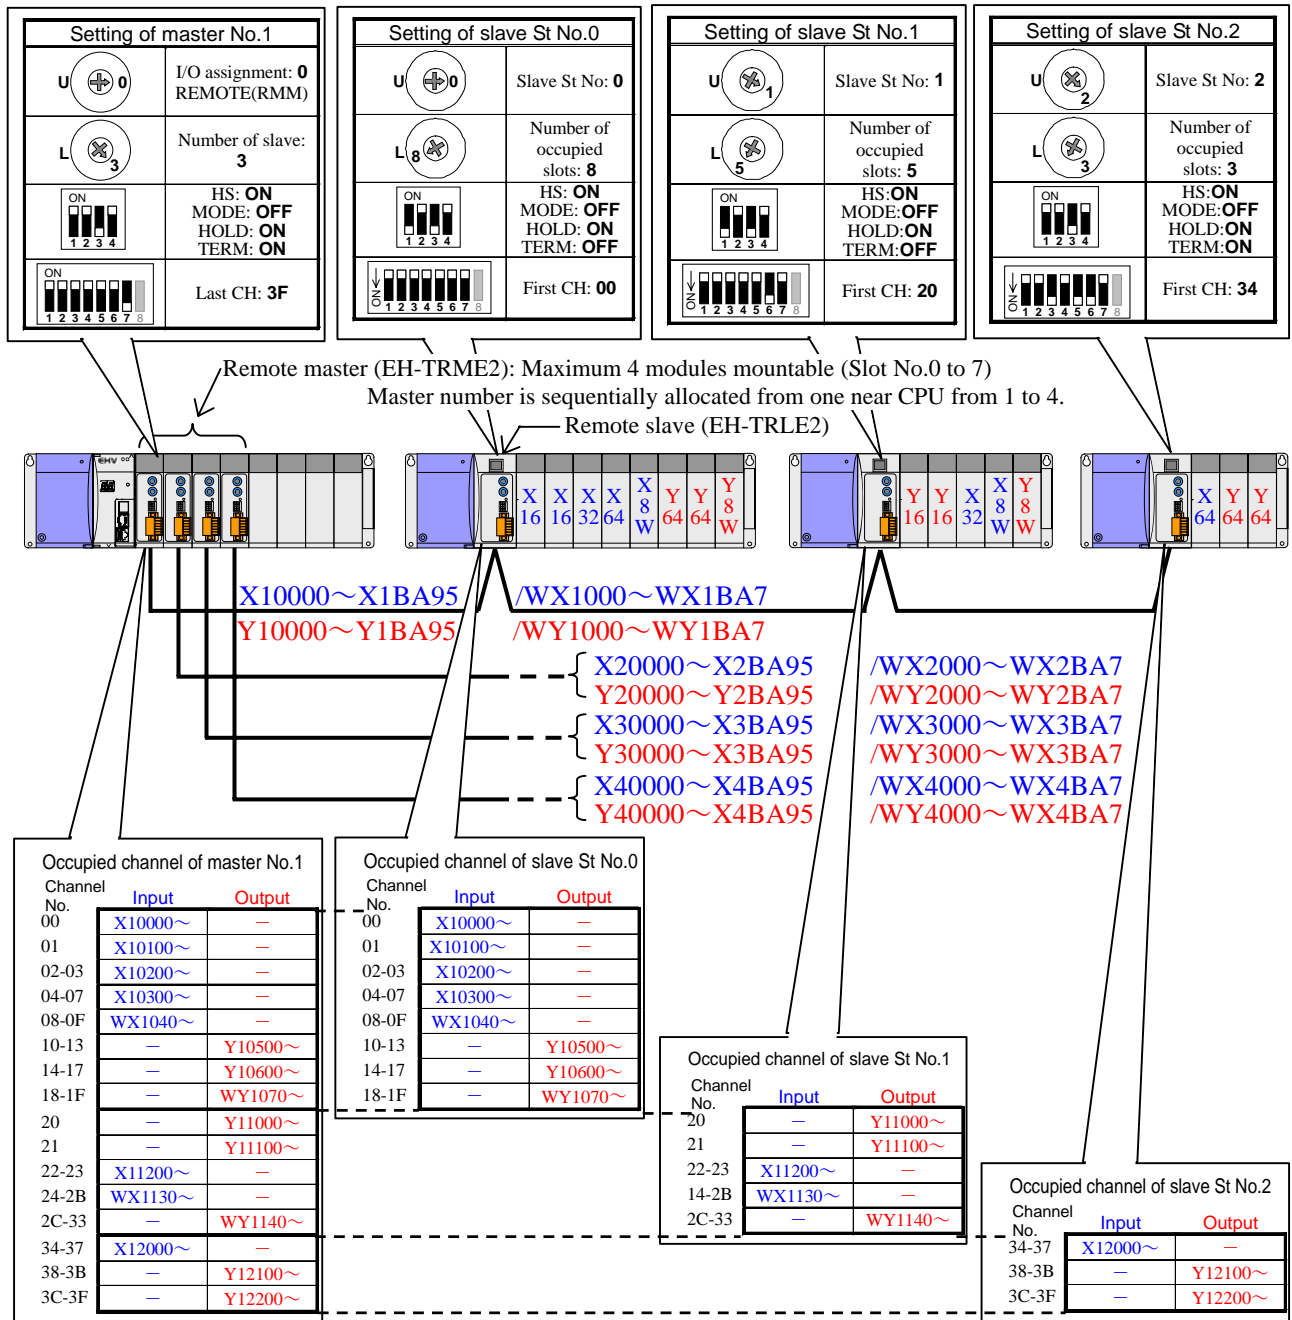 Setting of master No.1
U 0
I/O assignment: 0
REMOTE(RMM)
L 3
Number of slave:
3
ON
1 2 3 4
HS: ON
MODE: OFF
HOLD: ON
TERM: ON
ON
1 2 3 4 5 6 7 8
Last CH: 3F
Setting of slave St No.0
U 0
Slave St No: 0
L 8
Number of
occupied
slots: 8
ON
1 2 3 4
HS: ON
MODE: OFF
HOLD: ON
TERM: OFF
ON
1 2 3 4 5 6 7 8
First CH: 00
Setting of slave St No.1
U 1
Slave St No: 1
L 5
Number of
occupied
slots: 5
ON
1 2 3 4
HS:ON
MODE:OFF
HOLD:ON
TERM:OFF
ON
1 2 3 4 5 6 7 8
First CH: 20
Setting of slave St No.2
U 2
Slave St No: 2
L 3
Number of
occupied
slots: 3
ON
1 2 3 4
HS:ON
MODE:OFF
HOLD:ON
TERM:ON
ON
1 2 3 4 5 6 7 8
First CH: 34
Remote master (EH-TRME2): Maximum 4 modules mountable (Slot No.0 to 7)
Master number is sequentially allocated from one near CPU from 1 to 4.
Remote slave (EH-TRLE2)
EHV
X 16
X 16
X 32
X 64
X 8 W
Y 64
Y 64
Y 8 W
Y 16
Y 16
X 32
X 8 W
Y 8 W
X 64
Y 64
Y 64
X10000～X1BA95 /WX1000～WX1BA7
Y10000～Y1BA95 /WY1000～WY1BA7
X20000～X2BA95 /WX2000～WX2BA7
Y20000～Y2BA95 /WY2000～WY2BA7
X30000～X3BA95 /WX3000～WX3BA7
Y30000～X3BA95 /WY3000～WX3BA7
X40000～X4BA95 /WX4000～WX4BA7
Y40000～X4BA95 /WY4000～WX4BA7
Occupied channel of master No.1
Channel
No. Input Output
00 X10000～ －
01 X10100～ －
02-03 X10200～ －
04-07 X10300～ －
08-0F WX1040～ －
10-13 － Y10500～
14-17 － Y10600～
18-1F － WY1070～
20 － Y11000～
21 － Y11100～
22-23 X11200～ －
24-2B WX1130～ －
2C-33 － WY1140～
34-37 X12000～ －
38-3B － Y12100～
3C-3F － Y12200～
Occupied channel of slave St No.0
Channel
No. Input Output
00 X10000～ －
01 X10100～ －
02-03 X10200～ －
04-07 X10300～ －
08-0F WX1040～ －
10-13 － Y10500～
14-17 － Y10600～
18-1F － WY1070～
Occupied channel of slave St No.1
Channel
No. Input Output
20 － Y11000～
21 － Y11100～
22-23 X11200～ －
14-2B WX1130～ －
2C-33 － WY1140～
Occupied channel of slave St No.2
Channel
No. Input Output
34-37 X12000～ －
38-3B － Y12100～
3C-3F － Y12200～